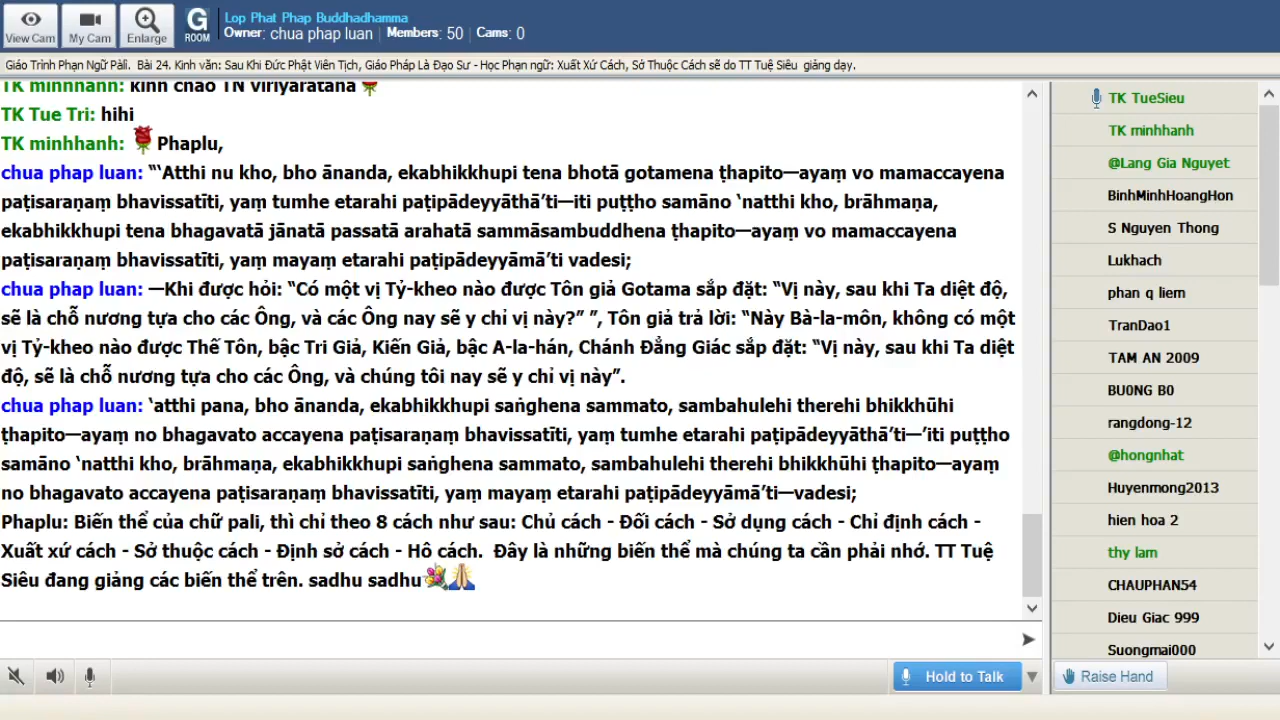 View Cam
My Cam
Enlarge
G
ROOM
Lop Phat Phap Buddhadhamma
Owner: chua phap luan | Members: 50 | Cams: 0
Giáo Trình Phạn Ngữ Pàli. Bài 24. Kinh văn: Sau Khi Đức Phật Viên Tịch, Giáo Pháp Là Đạo Sư - Học Phạn ngữ: Xuất Xứ Cách, Sở Thuộc Cách sẽ do TT Tuệ Siêu giảng dạy.
TK minhhanh: kinh chao TN viriyaratana
TK Tue Tri: hihi
TK minhhanh: Phaplu,
chua phap luan: “‘Atthi nu kho, bho ānanda, ekabhikkhupi tena bhotā gotamena ṭhapito—ayaṃ vo mamaccayena
paṭisaraṇaṃ bhavissatīti, yaṃ tumhe etarahi paṭipādeyyāthā’ti—iti puṭṭho samāno ‘natthi kho, brāhmaṇa,
ekabhikkhupi tena bhagavatā jānatā passatā arahatā sammāsambuddhena ṭhapito—ayaṃ vo mamaccayena
paṭisaraṇaṃ bhavissatīti, yaṃ mayaṃ etarahi paṭipādeyyāmā’ti vadesi;
chua phap luan: —Khi được hỏi: “Có một vị Tỷ-kheo nào được Tôn giả Gotama sắp đặt: “Vị này, sau khi Ta diệt độ,
sẽ là chỗ nương tựa cho các Ông, và các Ông nay sẽ y chỉ vị này?” ”, Tôn giả trả lời: “Này Bà-la-môn, không có một
vị Tỷ-kheo nào được Thế Tôn, bậc Tri Giả, Kiến Giả, bậc A-la-hán, Chánh Đẳng Giác sắp đặt: “Vị này, sau khi Ta diệt
độ, sẽ là chỗ nương tựa cho các Ông, và chúng tôi nay sẽ y chỉ vị này”.
chua phap luan: ‘atthi pana, bho ānanda, ekabhikkhupi saṅghena sammato, sambahulehi therehi bhikkhūhi
ṭhapito—ayaṃ no bhagavato accayena paṭisaraṇaṃ bhavissatīti, yaṃ tumhe etarahi paṭipādeyyāthā’ti—’iti puṭṭho
samāno ‘natthi kho, brāhmaṇa, ekabhikkhupi saṅghena sammato, sambahulehi therehi bhikkhūhi ṭhapito—ayaṃ
no bhagavato accayena paṭisaraṇaṃ bhavissatīti, yaṃ mayaṃ etarahi paṭipādeyyāmā’ti—vadesi;
Phaplu: Biến thể của chữ pali, thì chỉ theo 8 cách như sau: Chủ cách - Đối cách - Sở dụng cách - Chỉ định cách -
Xuất xứ cách - Sở thuộc cách - Định sở cách - Hô cách. Đây là những biến thể mà chúng ta cần phải nhớ. TT Tuệ
Siêu đang giảng các biến thể trên. sadhu sadhu
TK TueSieu
TK minhhanh
@Lang Gia Nguyet
BinhMinhHoangHon
S Nguyen Thong
Lukhach
phan q liem
TranDao1
TAM AN 2009
BU0NG B0
rangdong-12
@hongnhat
Huyenmong2013
hien hoa 2
thy lam
CHAUPHAN54
Dieu Giac 999
Suongmai000
Hold to Talk
Raise Hand